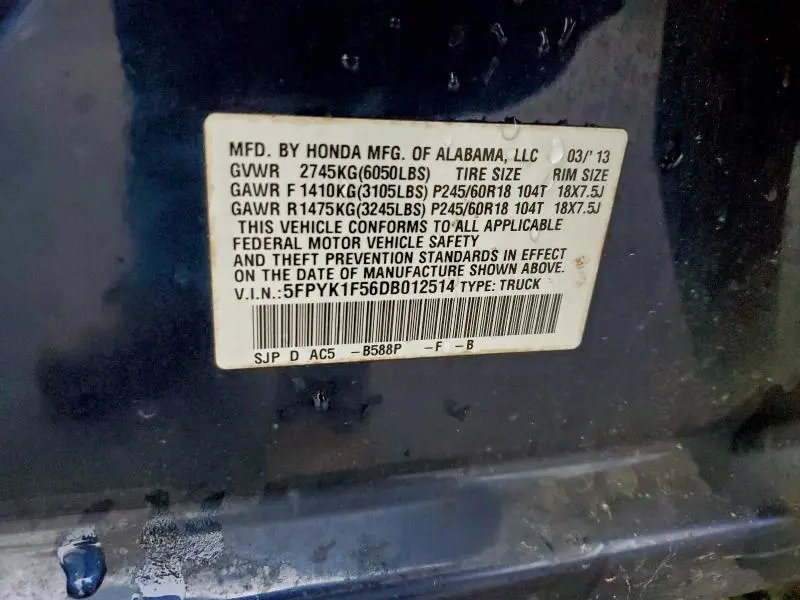 MFD. BY HONDA MFG. OF ALABAMA, LLC 03/'13
GVWR 2745KG(6050LBS) TIRE SIZE RIM SIZE
GAWR F 1410KG(3105LBS) P245/60R18 104T 18X7.5J
GAWR R1475KG(3245LBS) P245/60R18 104T 18X7.5J
THIS VEHICLE CONFORMS TO ALL APPLICABLE
FEDERAL MOTOR VEHICLE SAFETY
AND THEFT PREVENTION STANDARDS IN EFFECT
ON THE DATE OF MANUFACTURE SHOWN ABOVE.
V.I.N.:5FPYK1F56DB012514 TYPE: TRUCK
SJP D AC5 -B588P -F -B